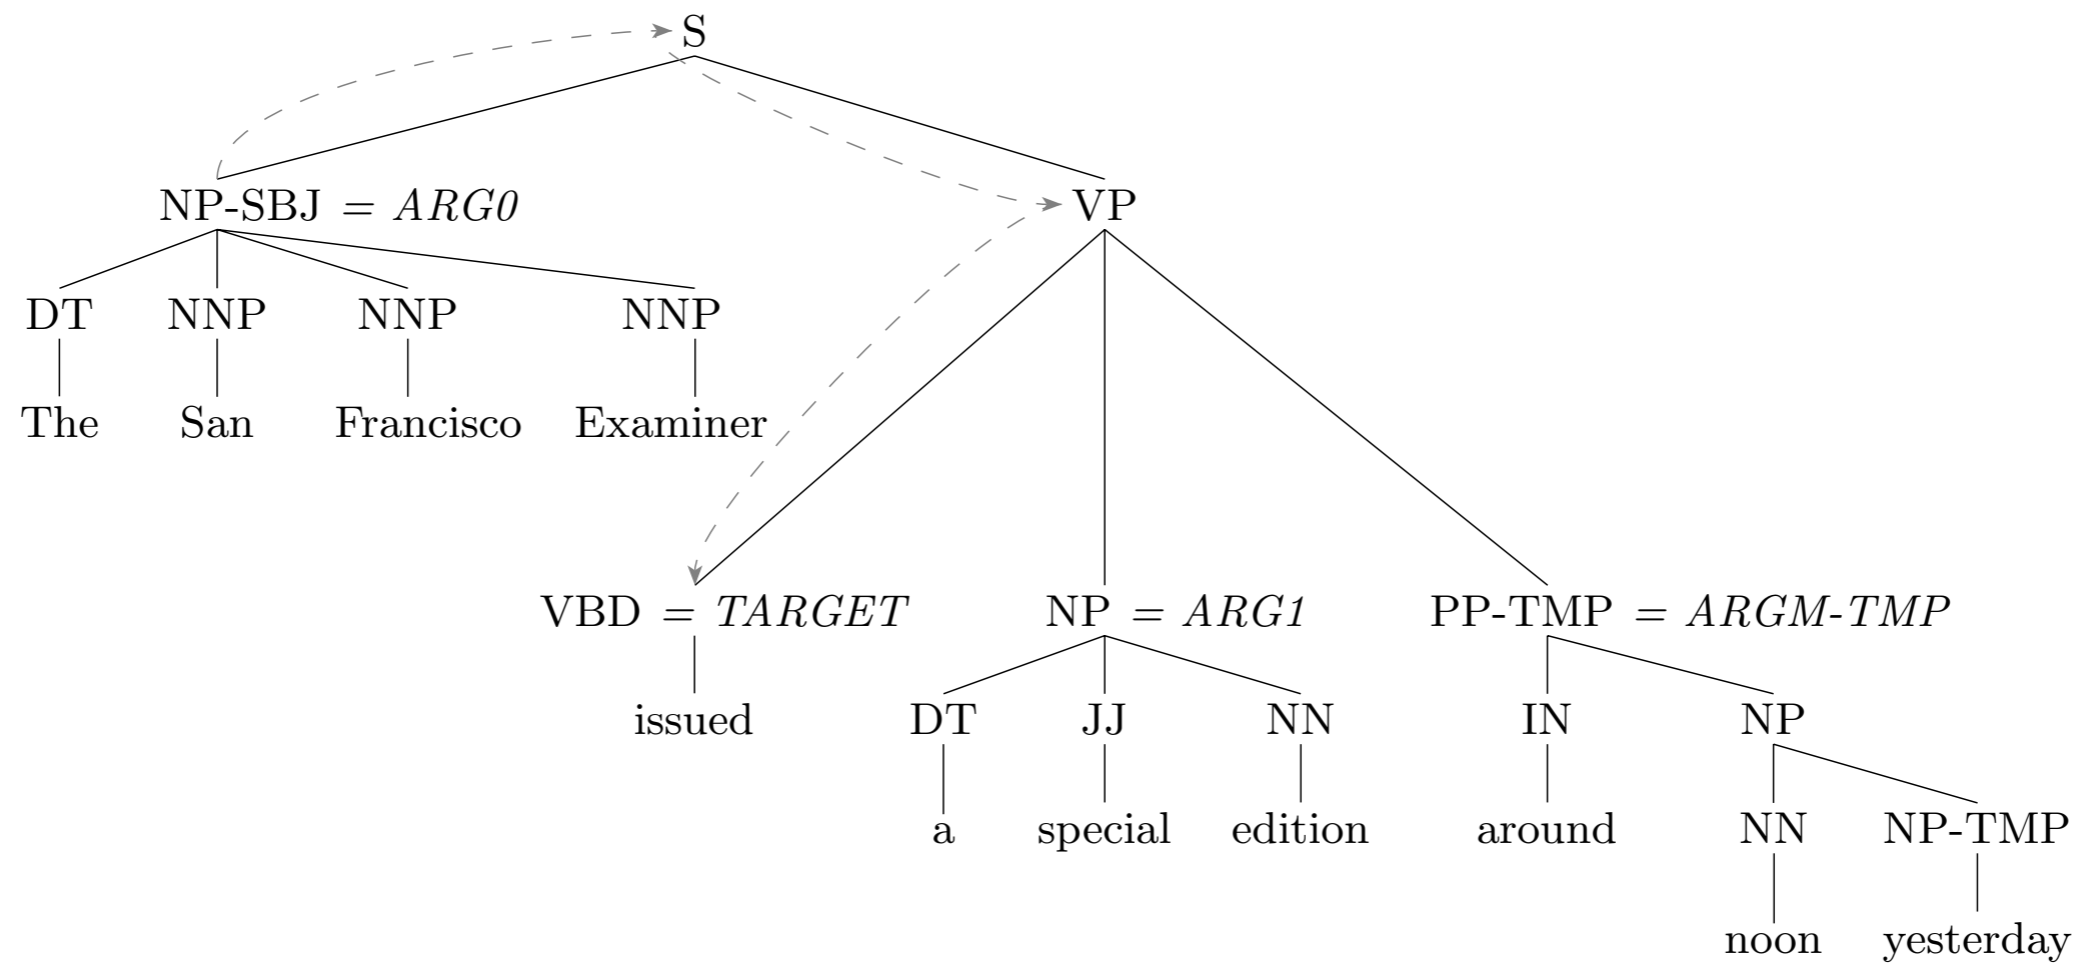 S
NP-SBJ = ARG0 VP
DT NNP NNP NNP
The San Francisco Examiner
VBD = TARGET NP = ARG1 PP-TMP = ARGM-TMP
issued DT JJ NN IN NP
a special edition around NN NP-TMP
noon yesterday